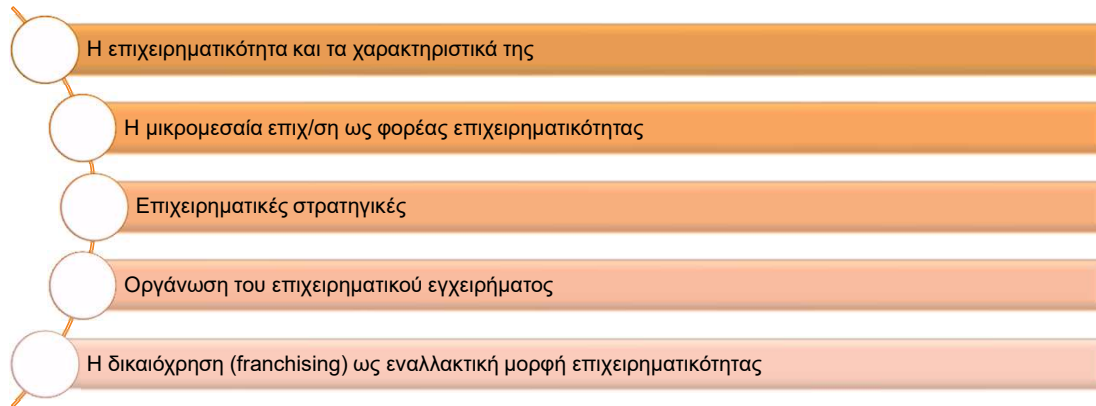 Η επιχειρηματικότητα και τα χαρακτηριστικά της
Η μικρομεσαία επιχ/ση ως φορέας επιχειρηματικότητας
Επιχειρηματικές στρατηγικές
Οργάνωση του επιχειρηματικού εγχειρήματος
Η δικαιόχρηση (franchising) ως εναλλακτική μορφή επιχειρηματικότητας